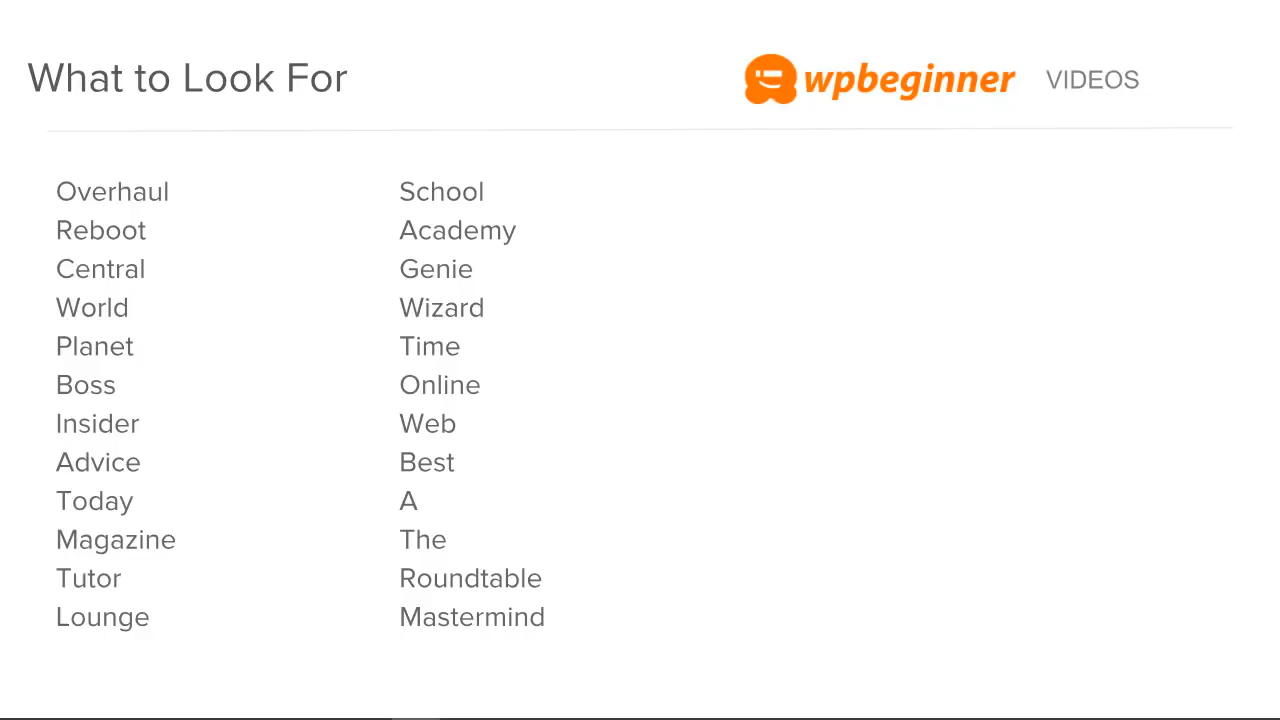 What to Look For
wpbeginner VIDEOS
Overhaul
Reboot
Central
World
Planet
Boss
Insider
Advice
Today
Magazine
Tutor
Lounge
School
Academy
Genie
Wizard
Time
Online
Web
Best
A
The
Roundtable
Mastermind